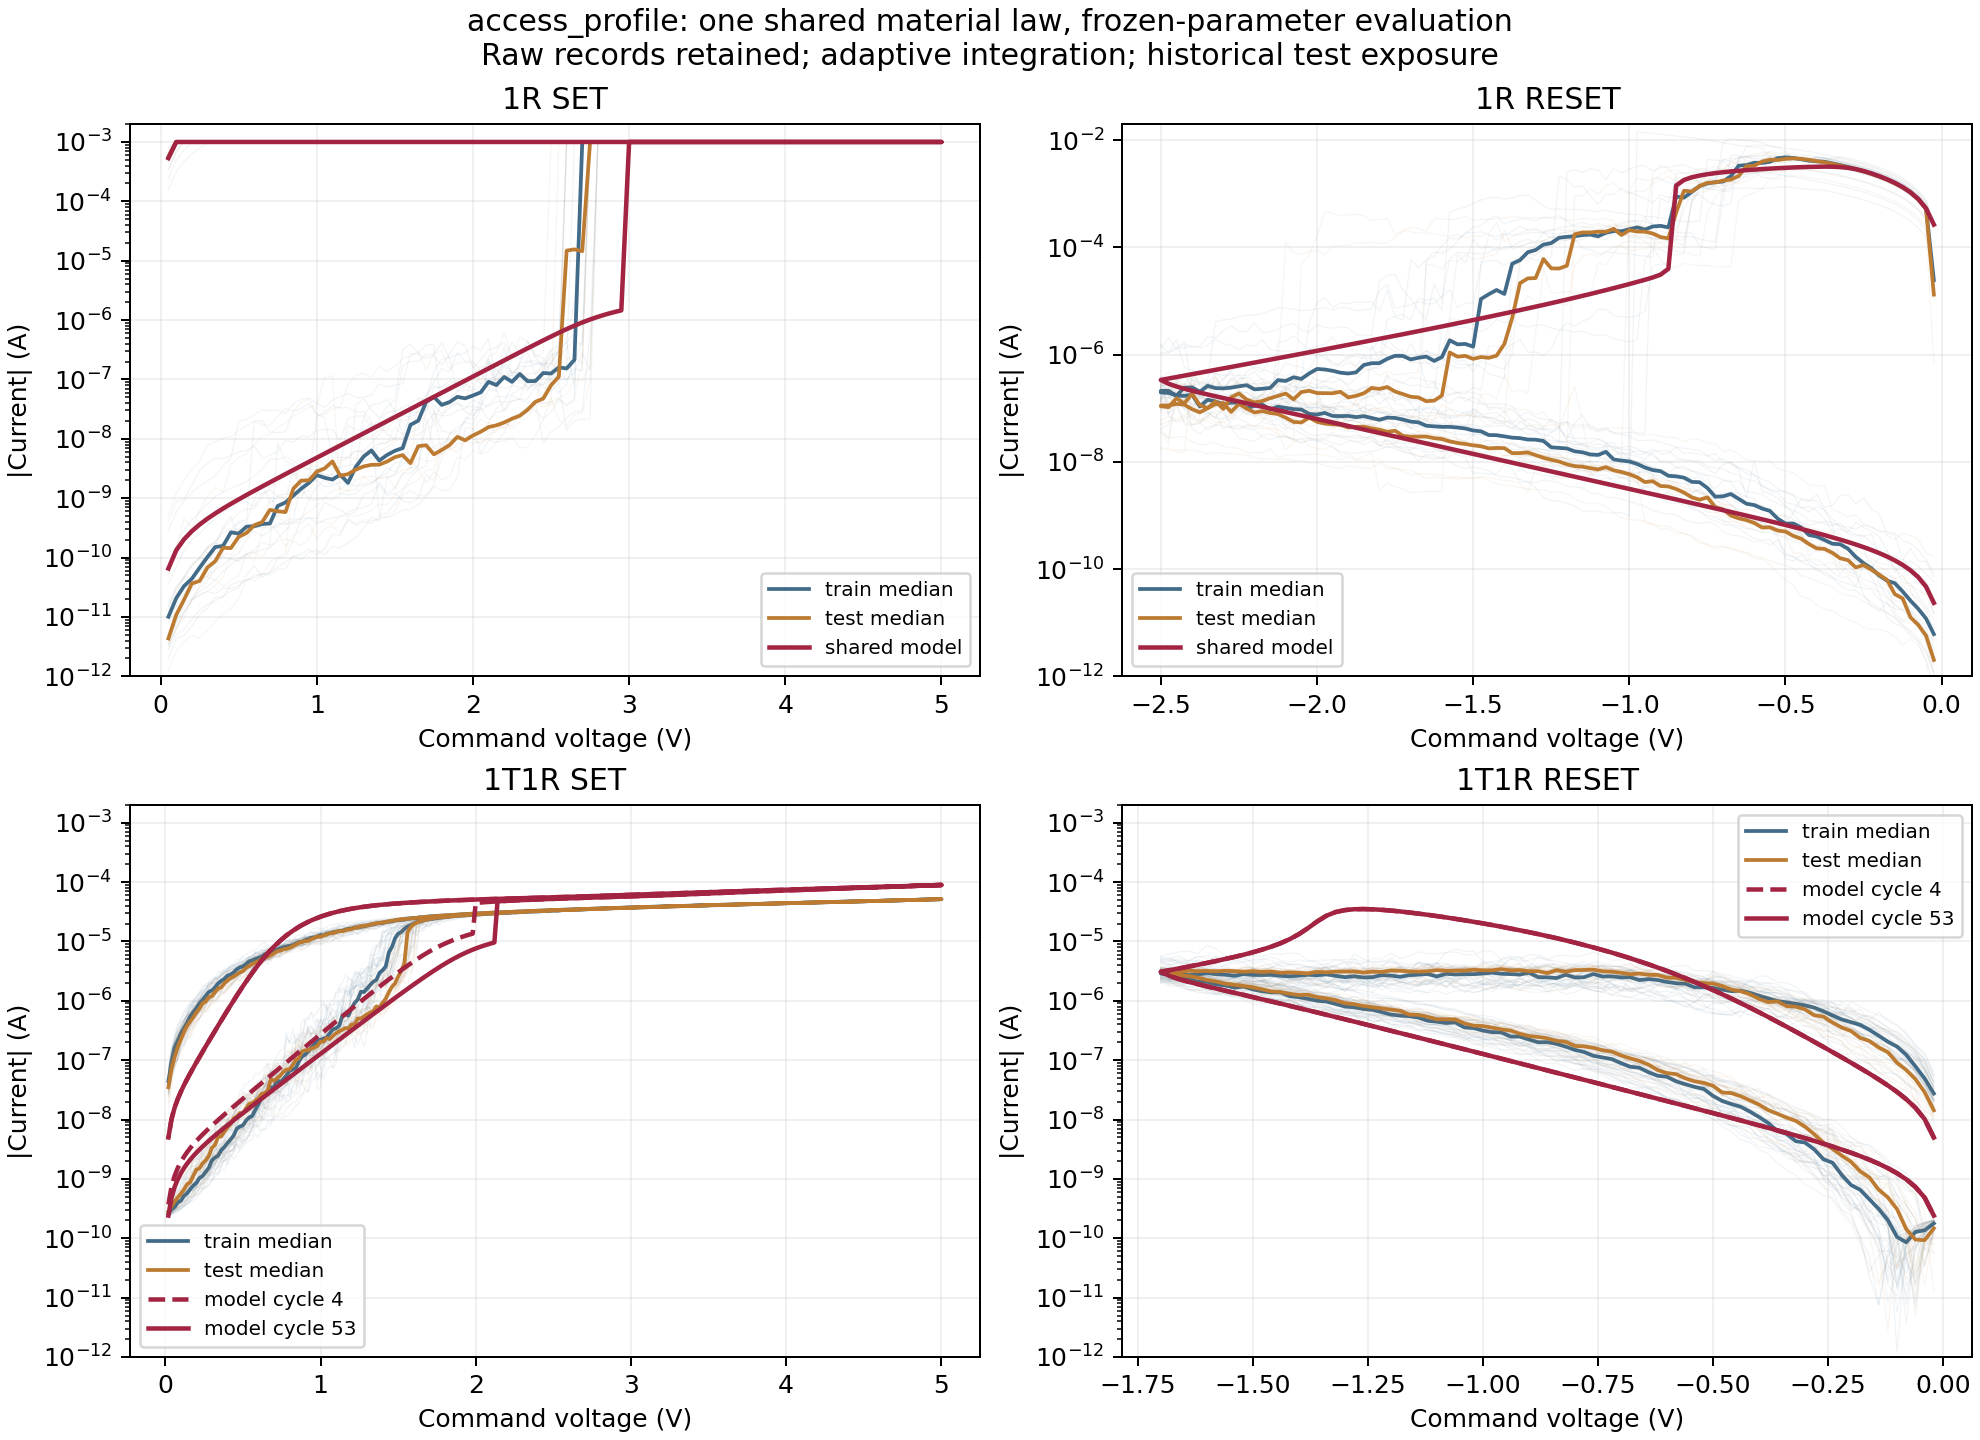 access_profile: one shared material law, frozen-parameter evaluation
Raw records retained; adaptive integration; historical test exposure
1R SET
|Current| (A)
10⁻³
10⁻⁴
10⁻⁵
10⁻⁶
10⁻⁷
10⁻⁸
10⁻⁹
10⁻¹⁰
10⁻¹¹
10⁻¹²
0 1 2 3 4 5
Command voltage (V)
train median
test median
shared model
1R RESET
|Current| (A)
10⁻²
10⁻⁴
10⁻⁶
10⁻⁸
10⁻¹⁰
10⁻¹²
−2.5 −2.0 −1.5 −1.0 −0.5 0.0
Command voltage (V)
train median
test median
shared model
1T1R SET
|Current| (A)
10⁻³
10⁻⁴
10⁻⁵
10⁻⁶
10⁻⁷
10⁻⁸
10⁻⁹
10⁻¹⁰
10⁻¹¹
10⁻¹²
0 1 2 3 4 5
Command voltage (V)
train median
test median
model cycle 4
model cycle 53
1T1R RESET
|Current| (A)
10⁻³
10⁻⁴
10⁻⁵
10⁻⁶
10⁻⁷
10⁻⁸
10⁻⁹
10⁻¹⁰
10⁻¹¹
10⁻¹²
−1.75 −1.50 −1.25 −1.00 −0.75 −0.50 −0.25 0.00
Command voltage (V)
train median
test median
model cycle 4
model cycle 53